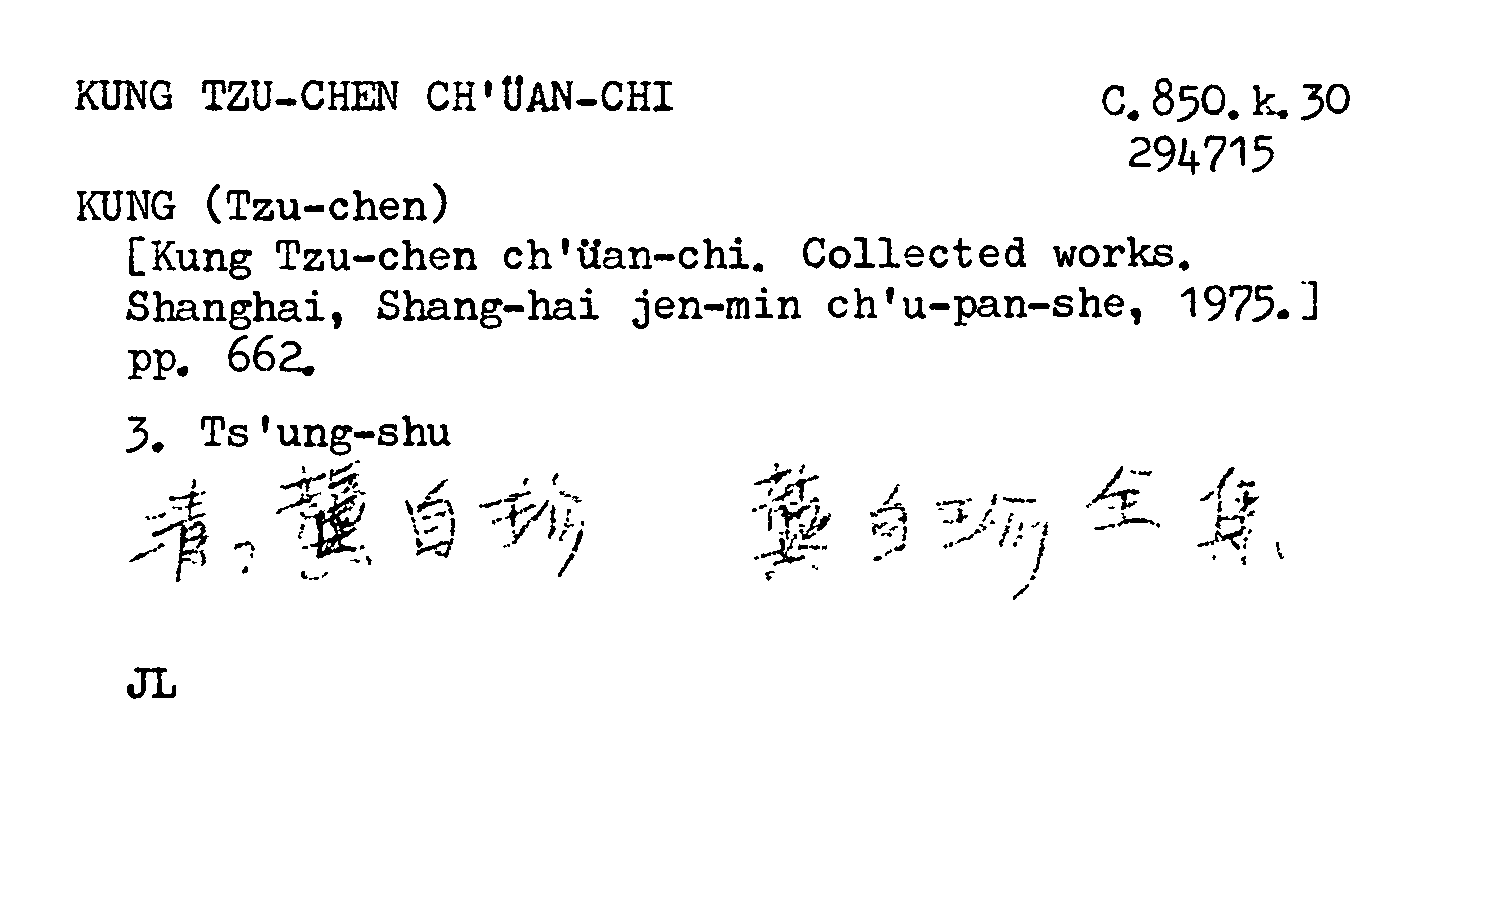 KUNG TZU-CHEN CH'ÜAN-CHI
C.850.k.30
294715
KUNG (Tzu-chen)
[Kung Tzu-chen ch'üan-chi. Collected works.
Shanghai, Shang-hai jen-min ch'u-pan-she, 1975.]
pp. 662.
3. Ts'ung-shu
清, 龔自珍 龔自珍全集
JL